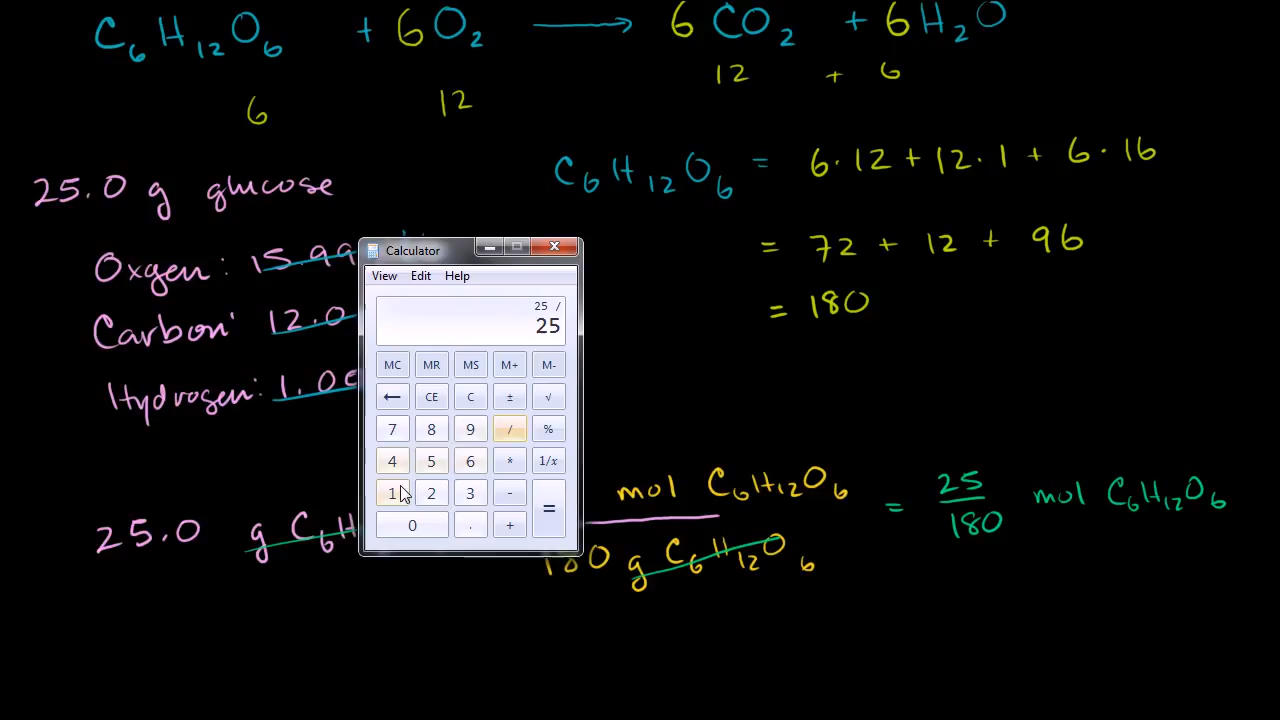 C6H12O6 + 6O2 → 6CO2 + 6H2O
6 12 12 + 6
25.0 g glucose
C6H12O6 = 6·12 + 12·1 + 6·16
= 72 + 12 + 96
= 180
Oxgen: 15.99
Carbon: 12.0
Hydrogen: 1.00
Calculator
View Edit Help
25 /
25
MC MR MS M+ M-
← CE C ± √
7 8 9 / %
4 5 6 * 1/x
1 2 3 - =
0 . +
25.0 g C6H
mol C6H12O6 = 25/180 mol C6H12O6
180 g C6H12O6